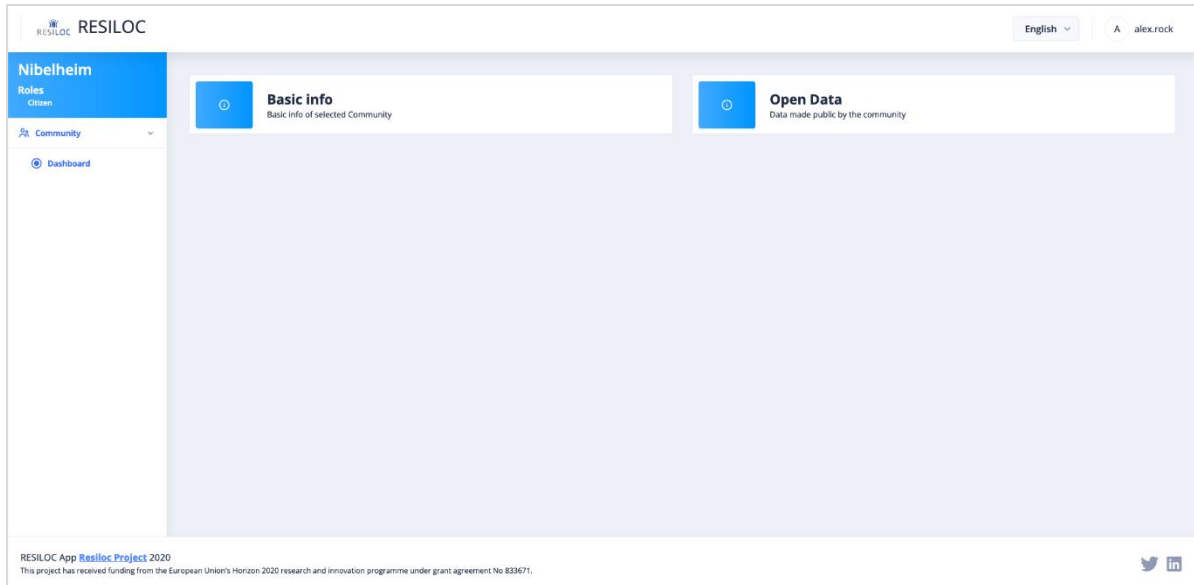 RESILOC RESILOC
English
A alex.rock
Nibelheim
Roles
Citizen
Community
Dashboard
Basic info
Basic info of selected Community
Open Data
Data made public by the community
RESILOC App Resiloc Project 2020
This project has received funding from the European Union's Horizon 2020 research and innovation programme under grant agreement No 833671.
in